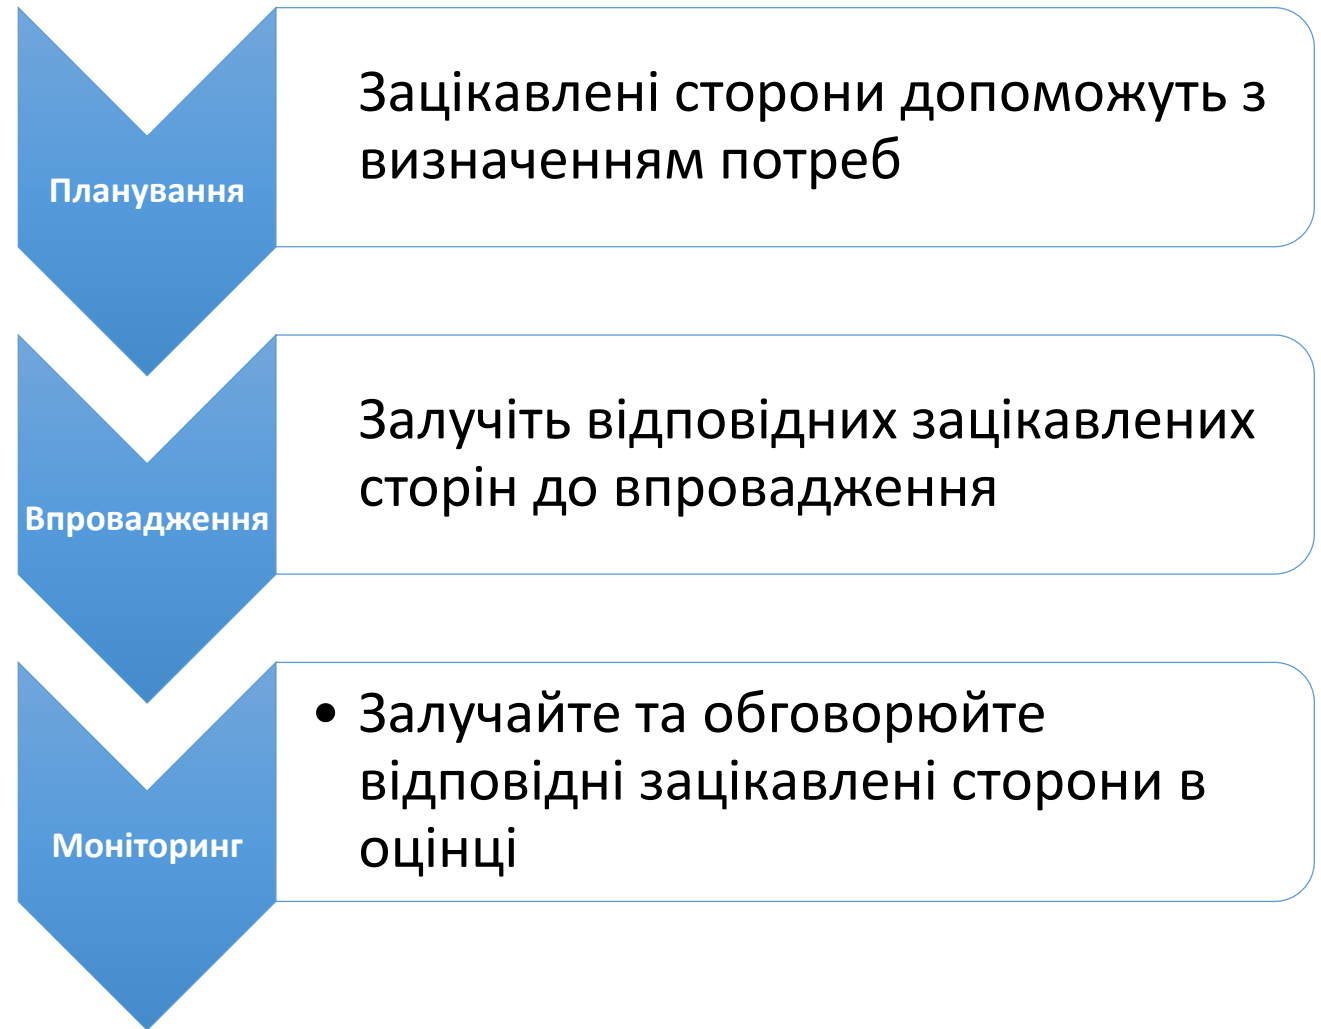 Планування
Зацікавлені сторони допоможуть з
визначенням потреб
Впровадження
Залучіть відповідних зацікавлених
сторін до впровадження
Моніторинг
• Залучайте та обговорюйте
відповідні зацікавлені сторони в
оцінці